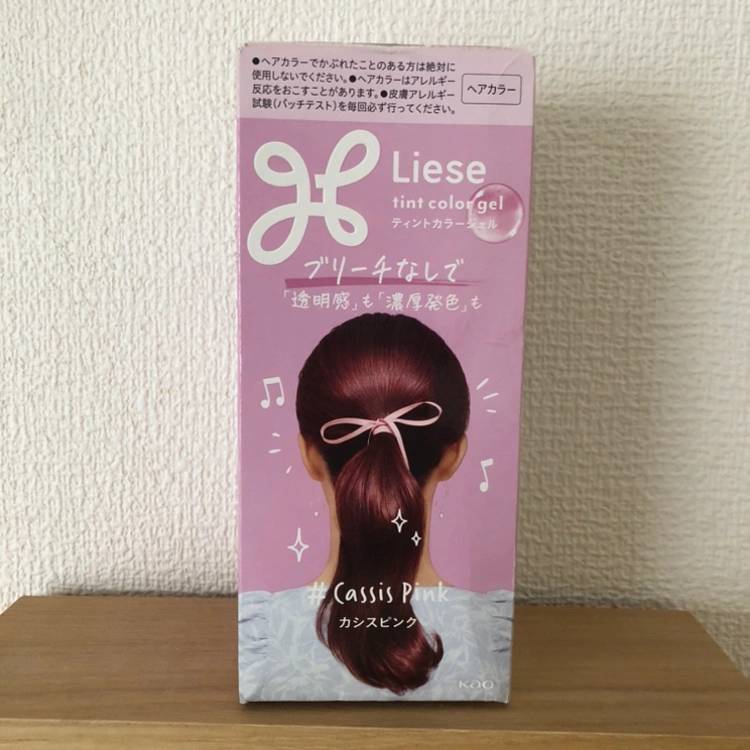 ●ヘアカラーでかぶれたことのある方は絶対に
使用しないでください。●ヘアカラーはアレルギー
反応をおこすことがあります。●皮膚アレルギー
試験(パッチテスト)を毎回必ず行ってください。
ヘアカラー
Liese
tint color gel
ティントカラージェル
ブリーチなしで
「透明感」も「濃厚発色」も
# Cassis Pink
カシスピンク
Kao